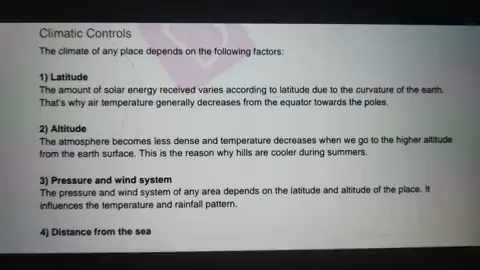 Climatic Controls
The climate of any place depends on the following factors:
1) Latitude
The amount of solar energy received varies according to latitude due to the curvature of the earth.
That's why air temperature generally decreases from the equator towards the poles.
2) Altitude
The atmosphere becomes less dense and temperature decreases when we go to the higher altitude
from the earth surface. This is the reason why hills are cooler during summers.
3) Pressure and wind system
The pressure and wind system of any area depends on the latitude and altitude of the place. It
influences the temperature and rainfall pattern.
4) Distance from the sea